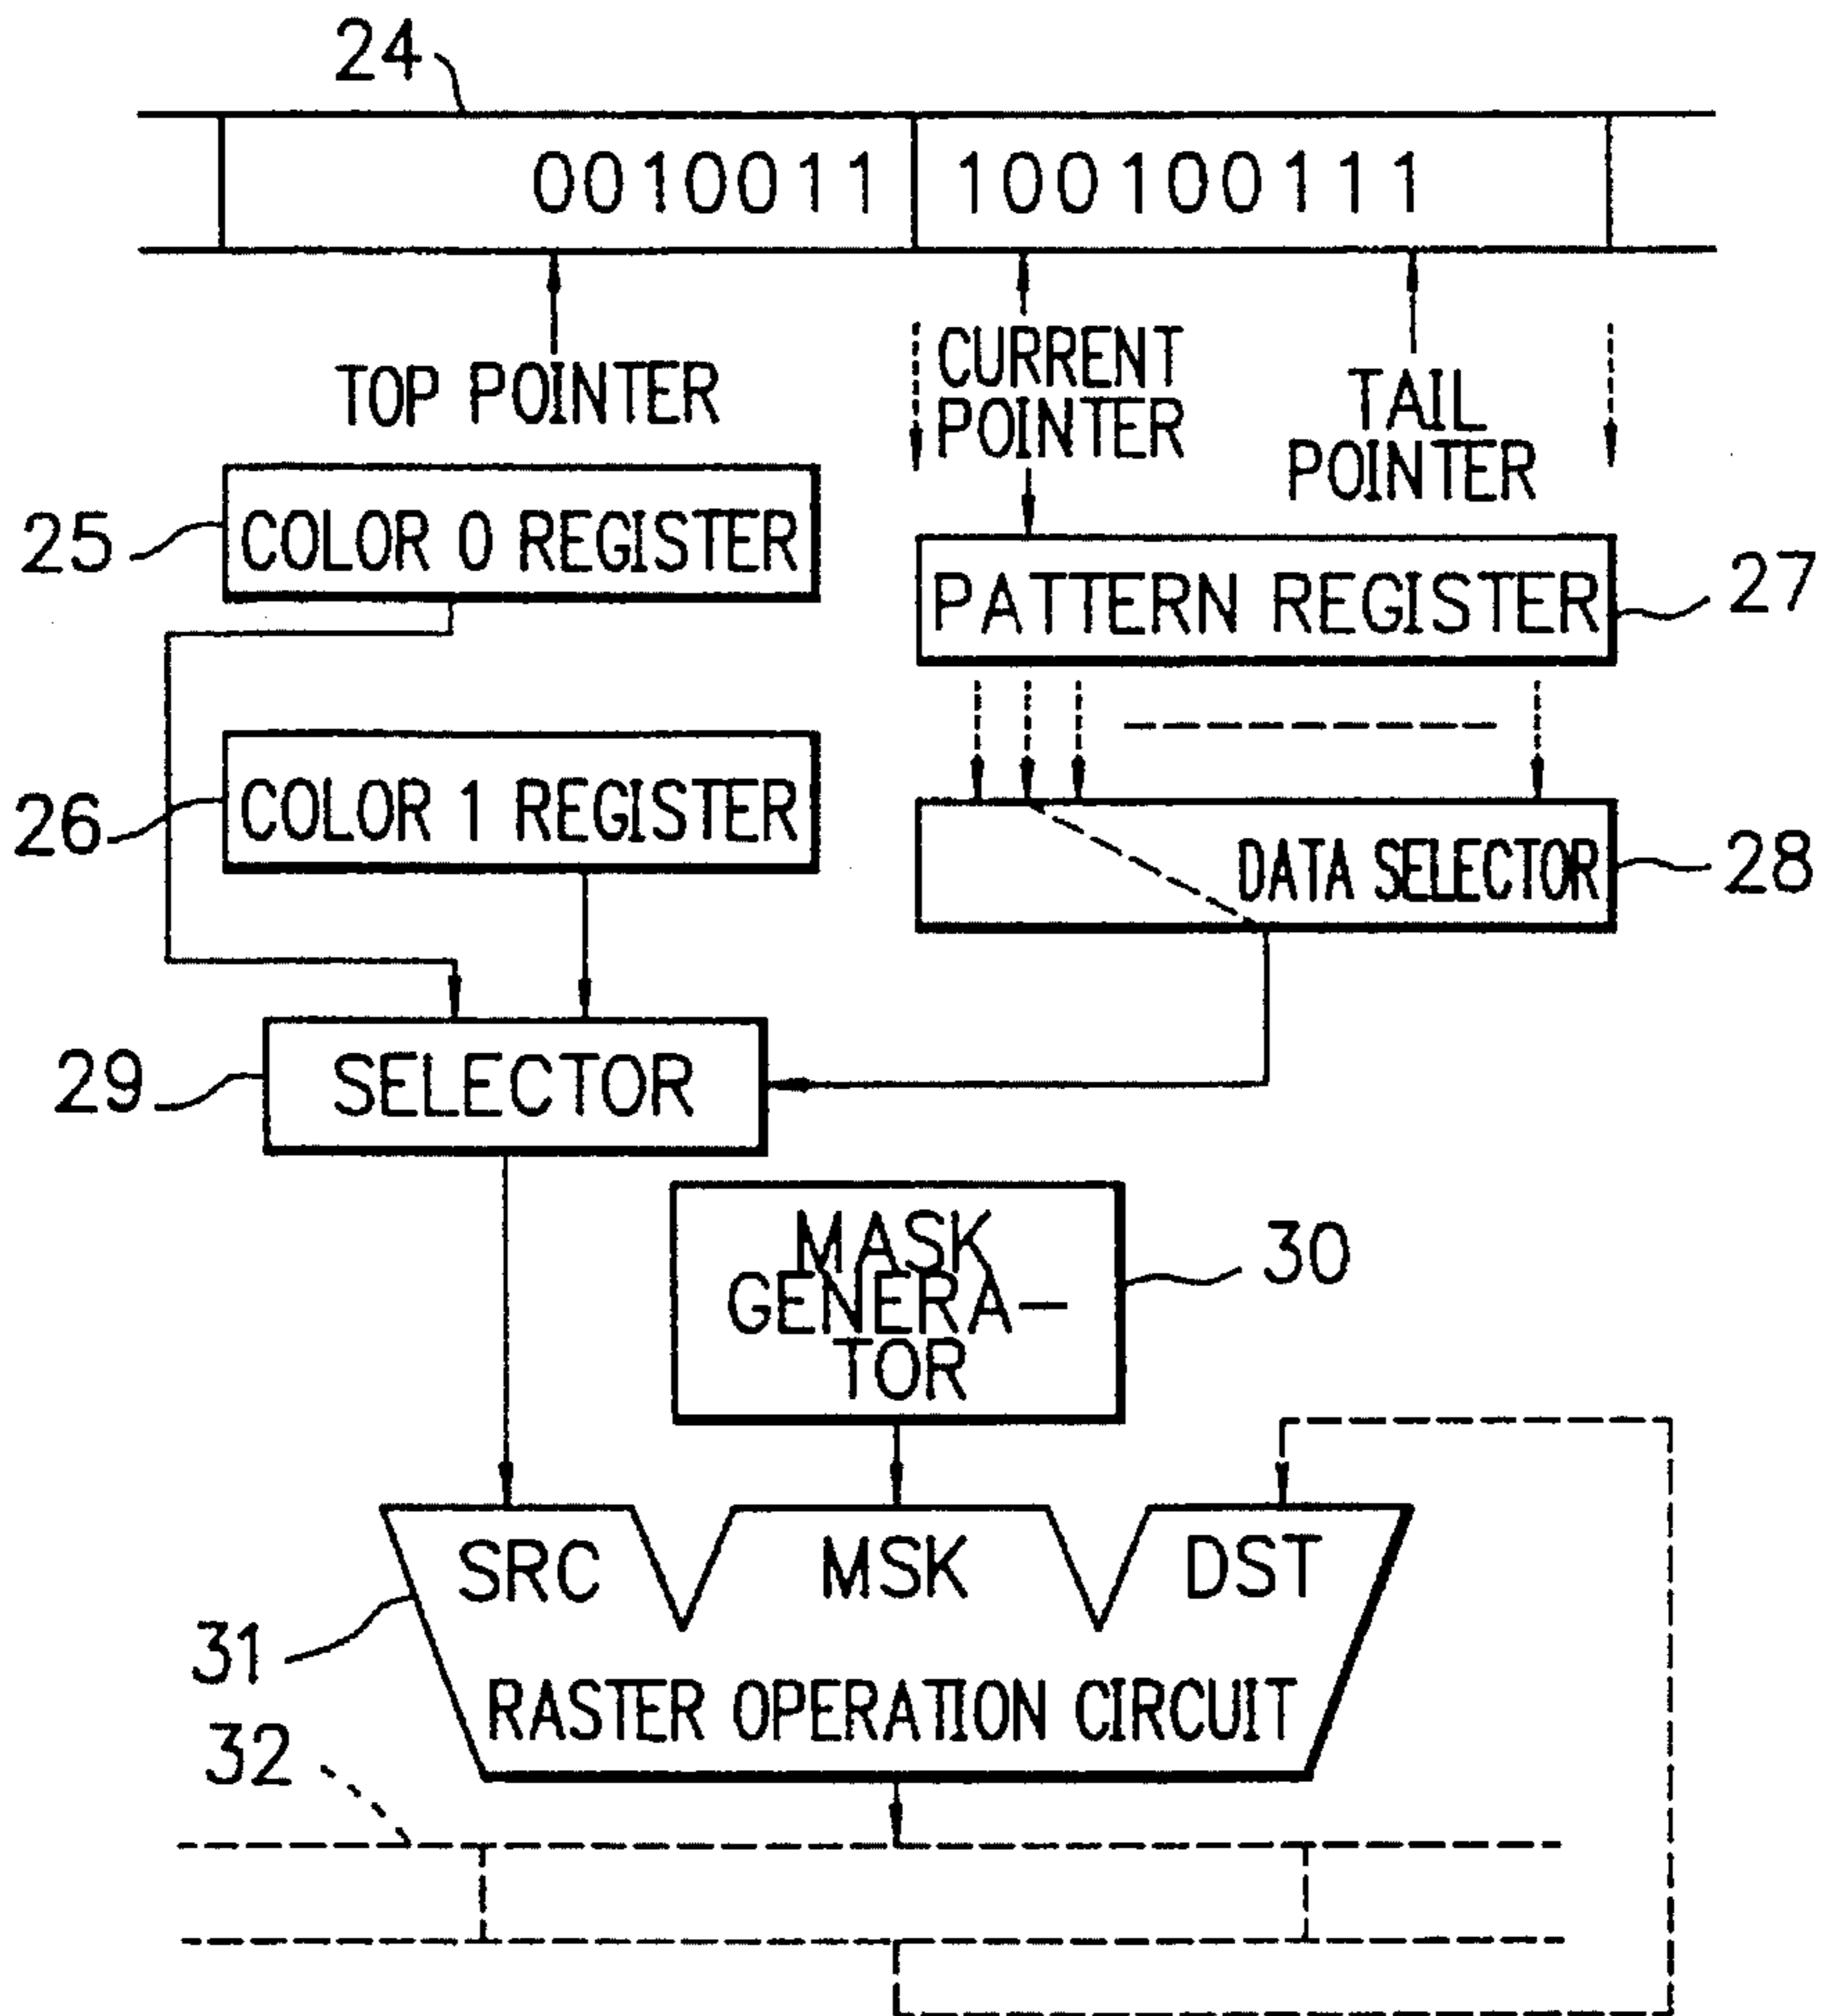 24
0010011 100100111
TOP POINTER
CURRENT
POINTER
TAIL
POINTER
25
COLOR 0 REGISTER
PATTERN REGISTER
27
26
COLOR 1 REGISTER
DATA SELECTOR
28
29
SELECTOR
MASK
GENERA-
TOR
30
SRC
MSK
DST
31
RASTER OPERATION CIRCUIT
32